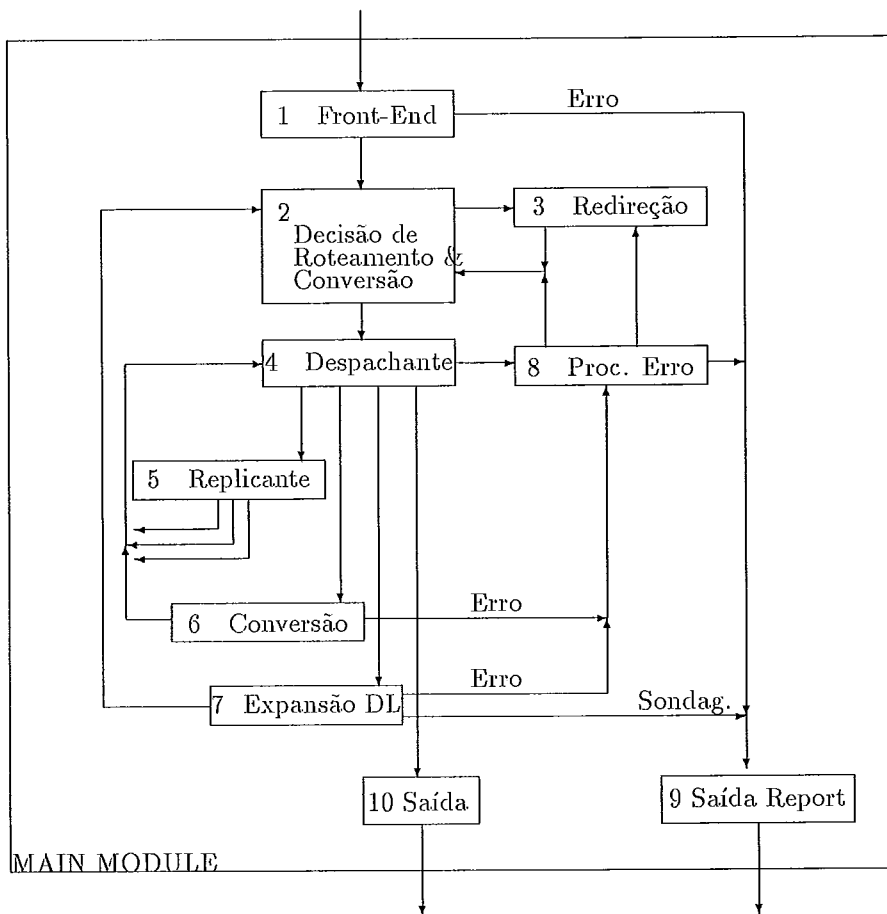 Erro
1 Front-End
2
3 Redireção
Decisão de
Roteamento &
Conversão
4 Despachante
8 Proc. Erro
5 Replicante
Erro
6 Conversão
Erro
7 Expansão DL
Sondag.
10 Saída
9 Saída Report
MAIN MODULE